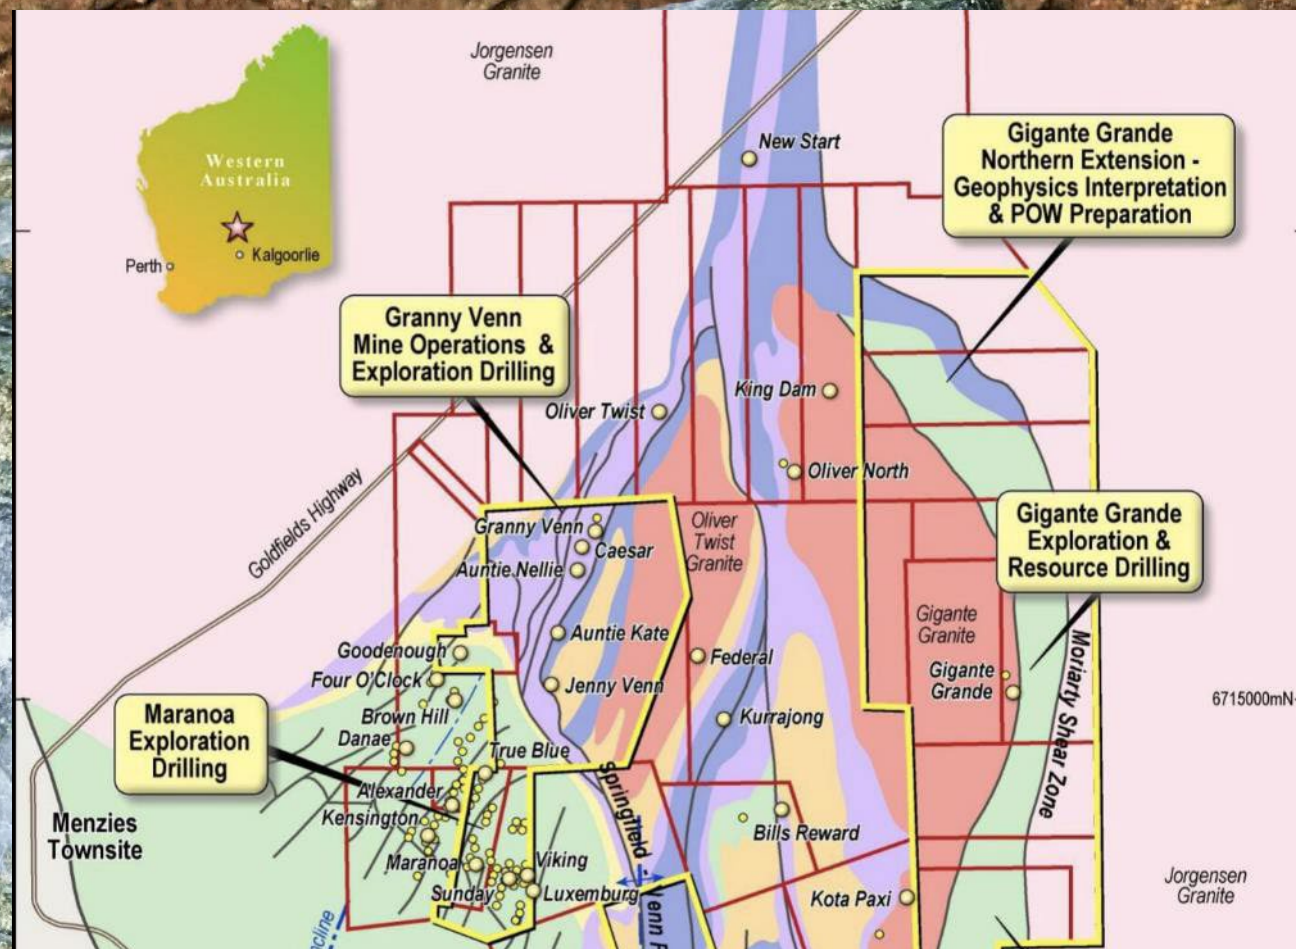 Jorgensen
Granite
Western
Australia
Perth
Kalgoorlie
New Start
Gigante Grande
Northern Extension -
Geophysics Interpretation
& POW Preparation
Granny Venn
Mine Operations &
Exploration Drilling
King Dam
Oliver Twist
Oliver North
Goldfields Highway
Granny Venn
Caesar
Auntie Nellie
Oliver
Twist
Granite
Gigante Grande
Exploration &
Resource Drilling
Auntie Kate
Goodenough
Federal
Gigante
Granite
Four O'Clock
Jenny Venn
Gigante
Grande
Moriarty Shear Zone
6715000mN
Brown Hill
Kurrajong
Maranoa
Exploration
Drilling
Danae
True Blue
Alexander
Kensington
Springfield - Venn
Menzies
Townsite
Bills Reward
Maranoa
Viking
Sunday
Luxemburg
Kota Paxi
Jorgensen
Granite